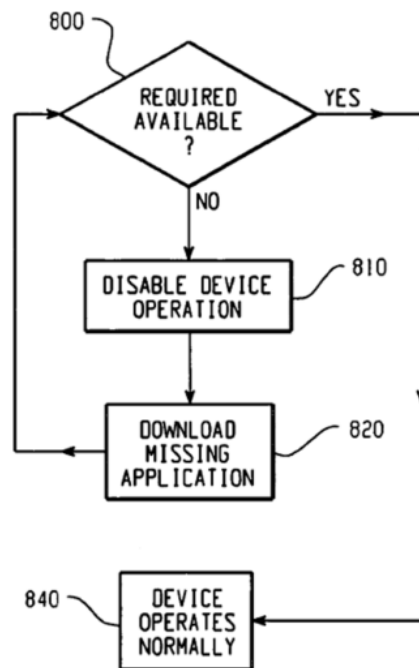 800
REQUIRED
AVAILABLE
?
YES
NO
DISABLE DEVICE
OPERATION
810
DOWNLOAD
MISSING
APPLICATION
820
840
DEVICE
OPERATES
NORMALLY